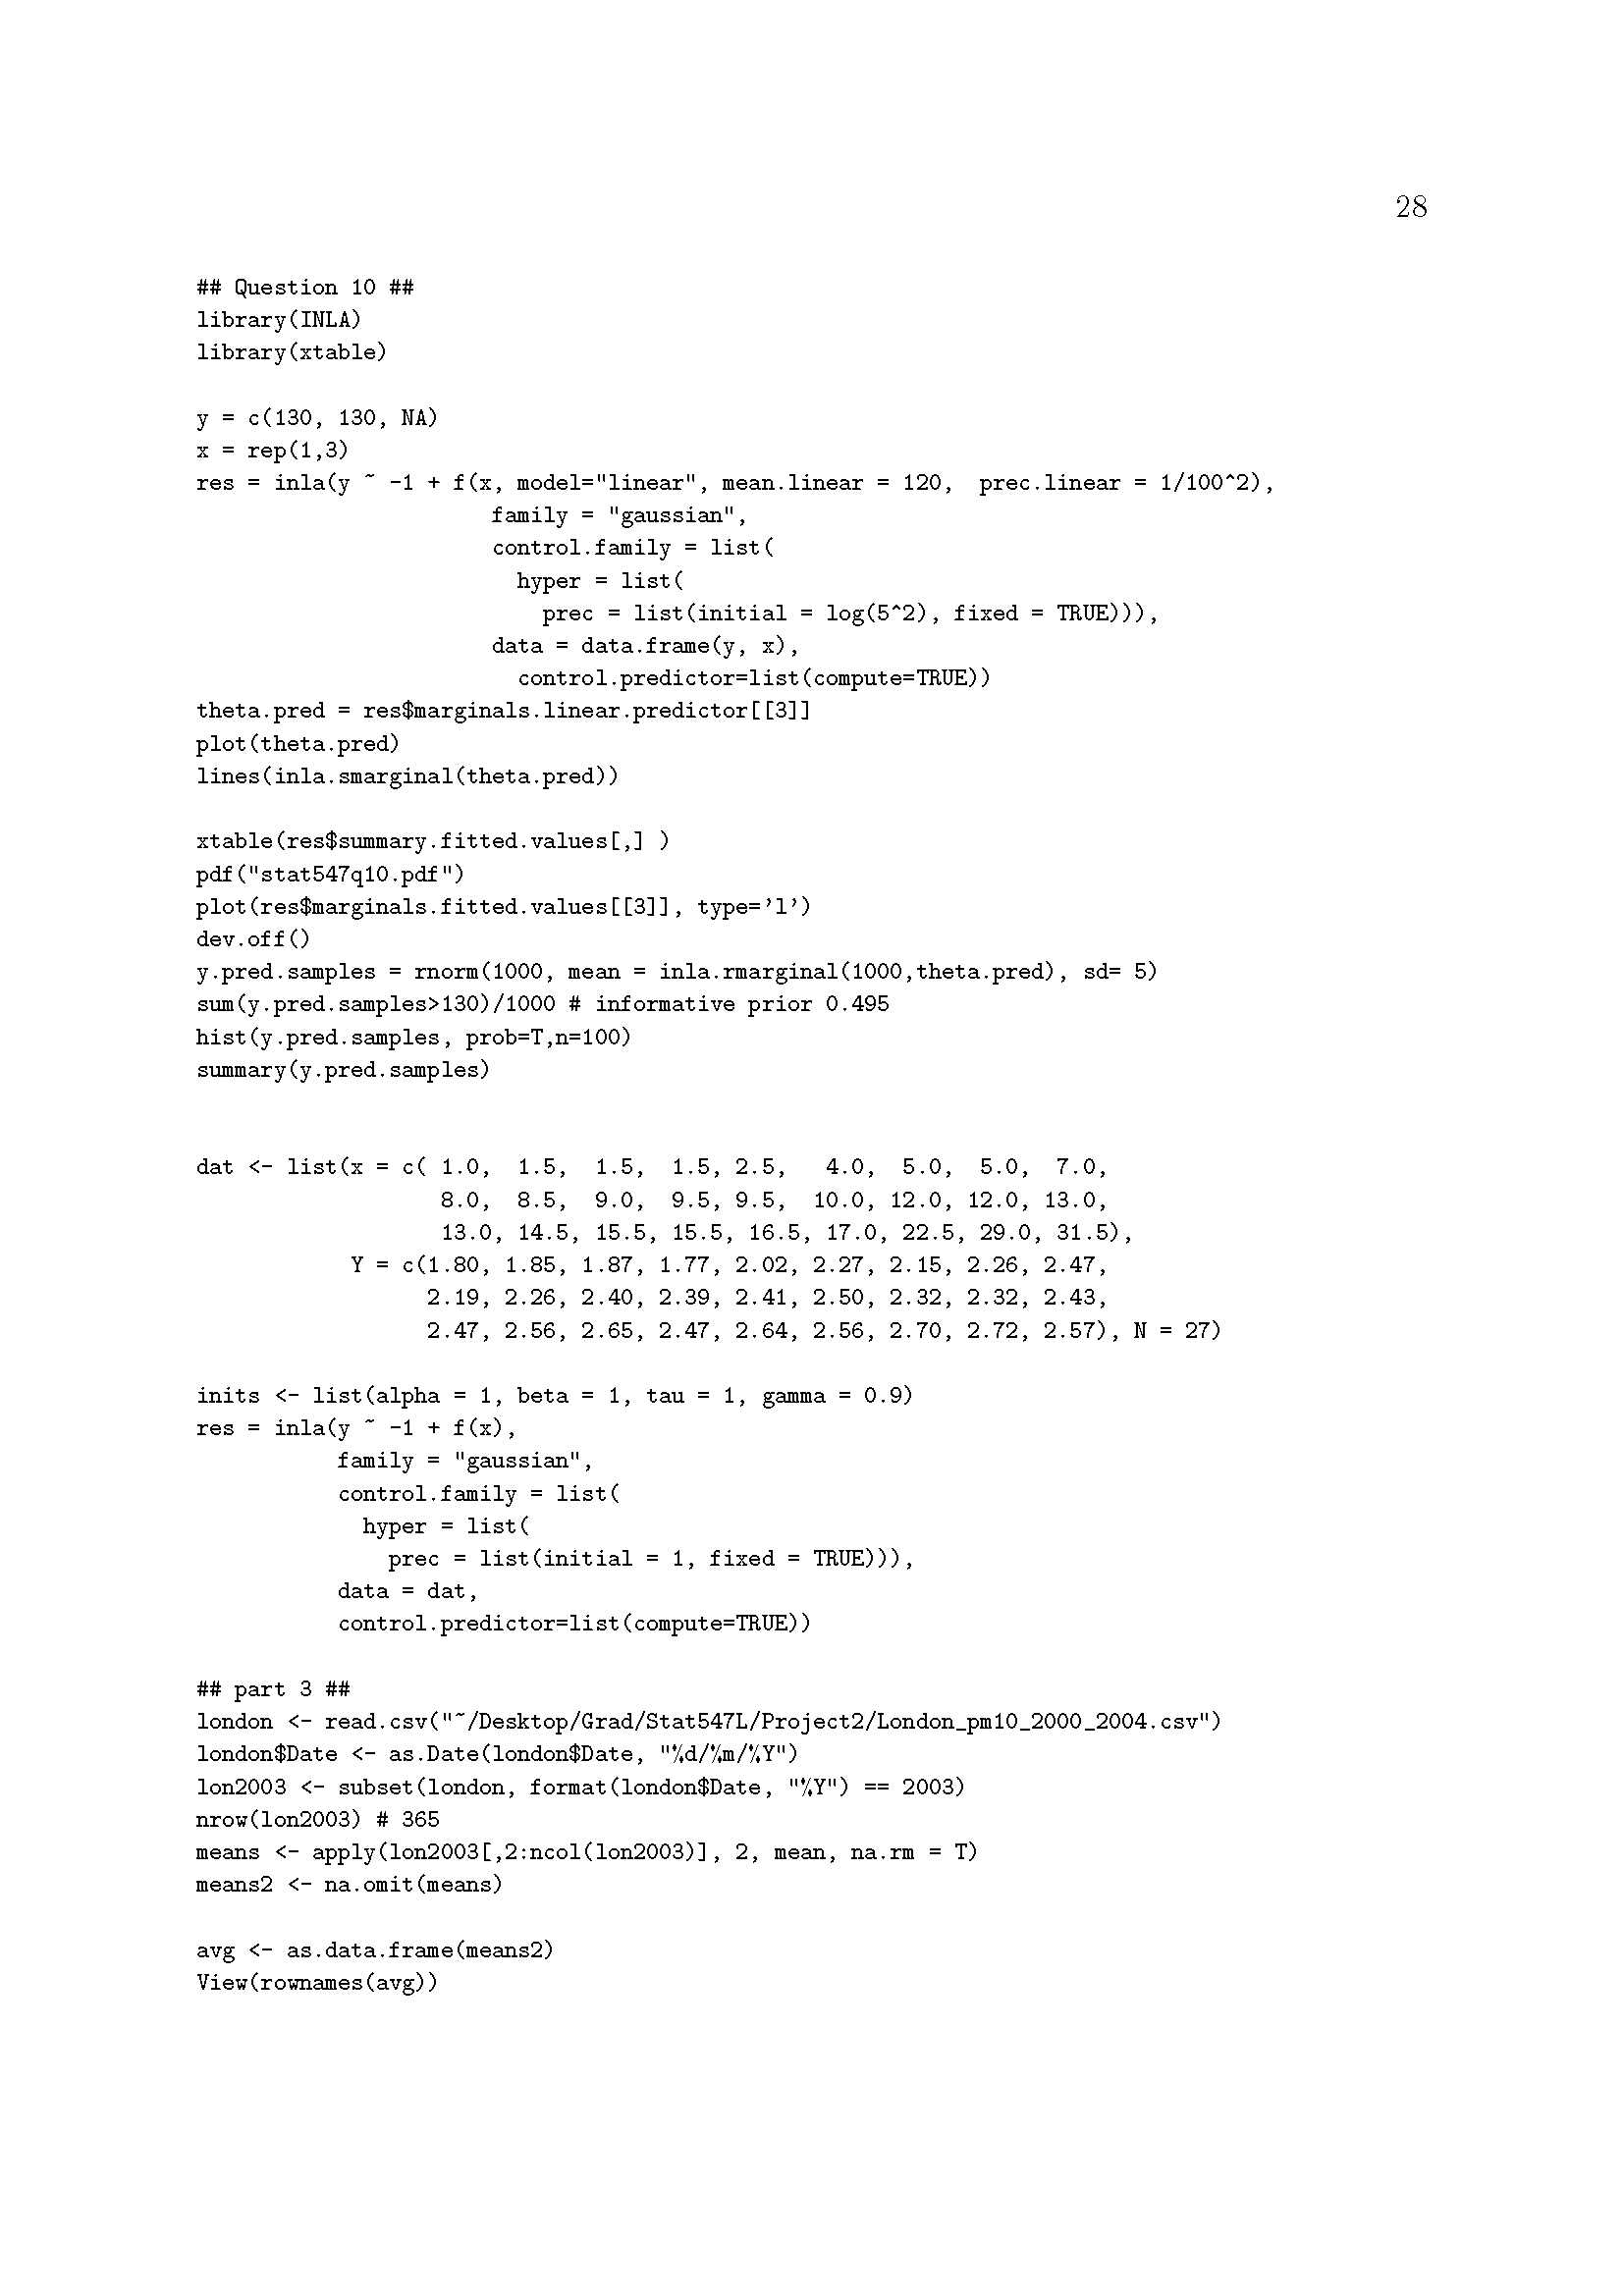 28
## Question 10 ##
library(INLA)
library(xtable)
y = c(130, 130, NA)
x = rep(1,3)
res = inla(y ~ -1 + f(x, model="linear", mean.linear = 120,  prec.linear = 1/100^2),
family = "gaussian",
control.family = list(
hyper = list(
prec = list(initial = log(5^2), fixed = TRUE))),
data = data.frame(y, x),
control.predictor=list(compute=TRUE))
theta.pred = res$marginals.linear.predictor[[3]]
plot(theta.pred)
lines(inla.smarginal(theta.pred))
xtable(res$summary.fitted.values[,] )
pdf("stat547q10.pdf")
plot(res$marginals.fitted.values[[3]], type='l')
dev.off()
y.pred.samples = rnorm(1000, mean = inla.rmarginal(1000,theta.pred), sd= 5)
sum(y.pred.samples>130)/1000 # informative prior 0.495
hist(y.pred.samples, prob=T,n=100)
summary(y.pred.samples)
dat <- list(x = c( 1.0,  1.5,  1.5,  1.5, 2.5,   4.0,  5.0,  5.0,  7.0,
8.0,  8.5,  9.0,  9.5, 9.5,  10.0, 12.0, 12.0, 13.0,
13.0, 14.5, 15.5, 15.5, 16.5, 17.0, 22.5, 29.0, 31.5),
Y = c(1.80, 1.85, 1.87, 1.77, 2.02, 2.27, 2.15, 2.26, 2.47,
2.19, 2.26, 2.40, 2.39, 2.41, 2.50, 2.32, 2.32, 2.43,
2.47, 2.56, 2.65, 2.47, 2.64, 2.56, 2.70, 2.72, 2.57), N = 27)
inits <- list(alpha = 1, beta = 1, tau = 1, gamma = 0.9)
res = inla(y ~ -1 + f(x),
family = "gaussian",
control.family = list(
hyper = list(
prec = list(initial = 1, fixed = TRUE))),
data = dat,
control.predictor=list(compute=TRUE))
## part 3 ##
london <- read.csv("~/Desktop/Grad/Stat547L/Project2/London_pm10_2000_2004.csv")
london$Date <- as.Date(london$Date, "%d/%m/%Y")
lon2003 <- subset(london, format(london$Date, "%Y") == 2003)
nrow(lon2003) # 365
means <- apply(lon2003[,2:ncol(lon2003)], 2, mean, na.rm = T)
means2 <- na.omit(means)
avg <- as.data.frame(means2)
View(rownames(avg))